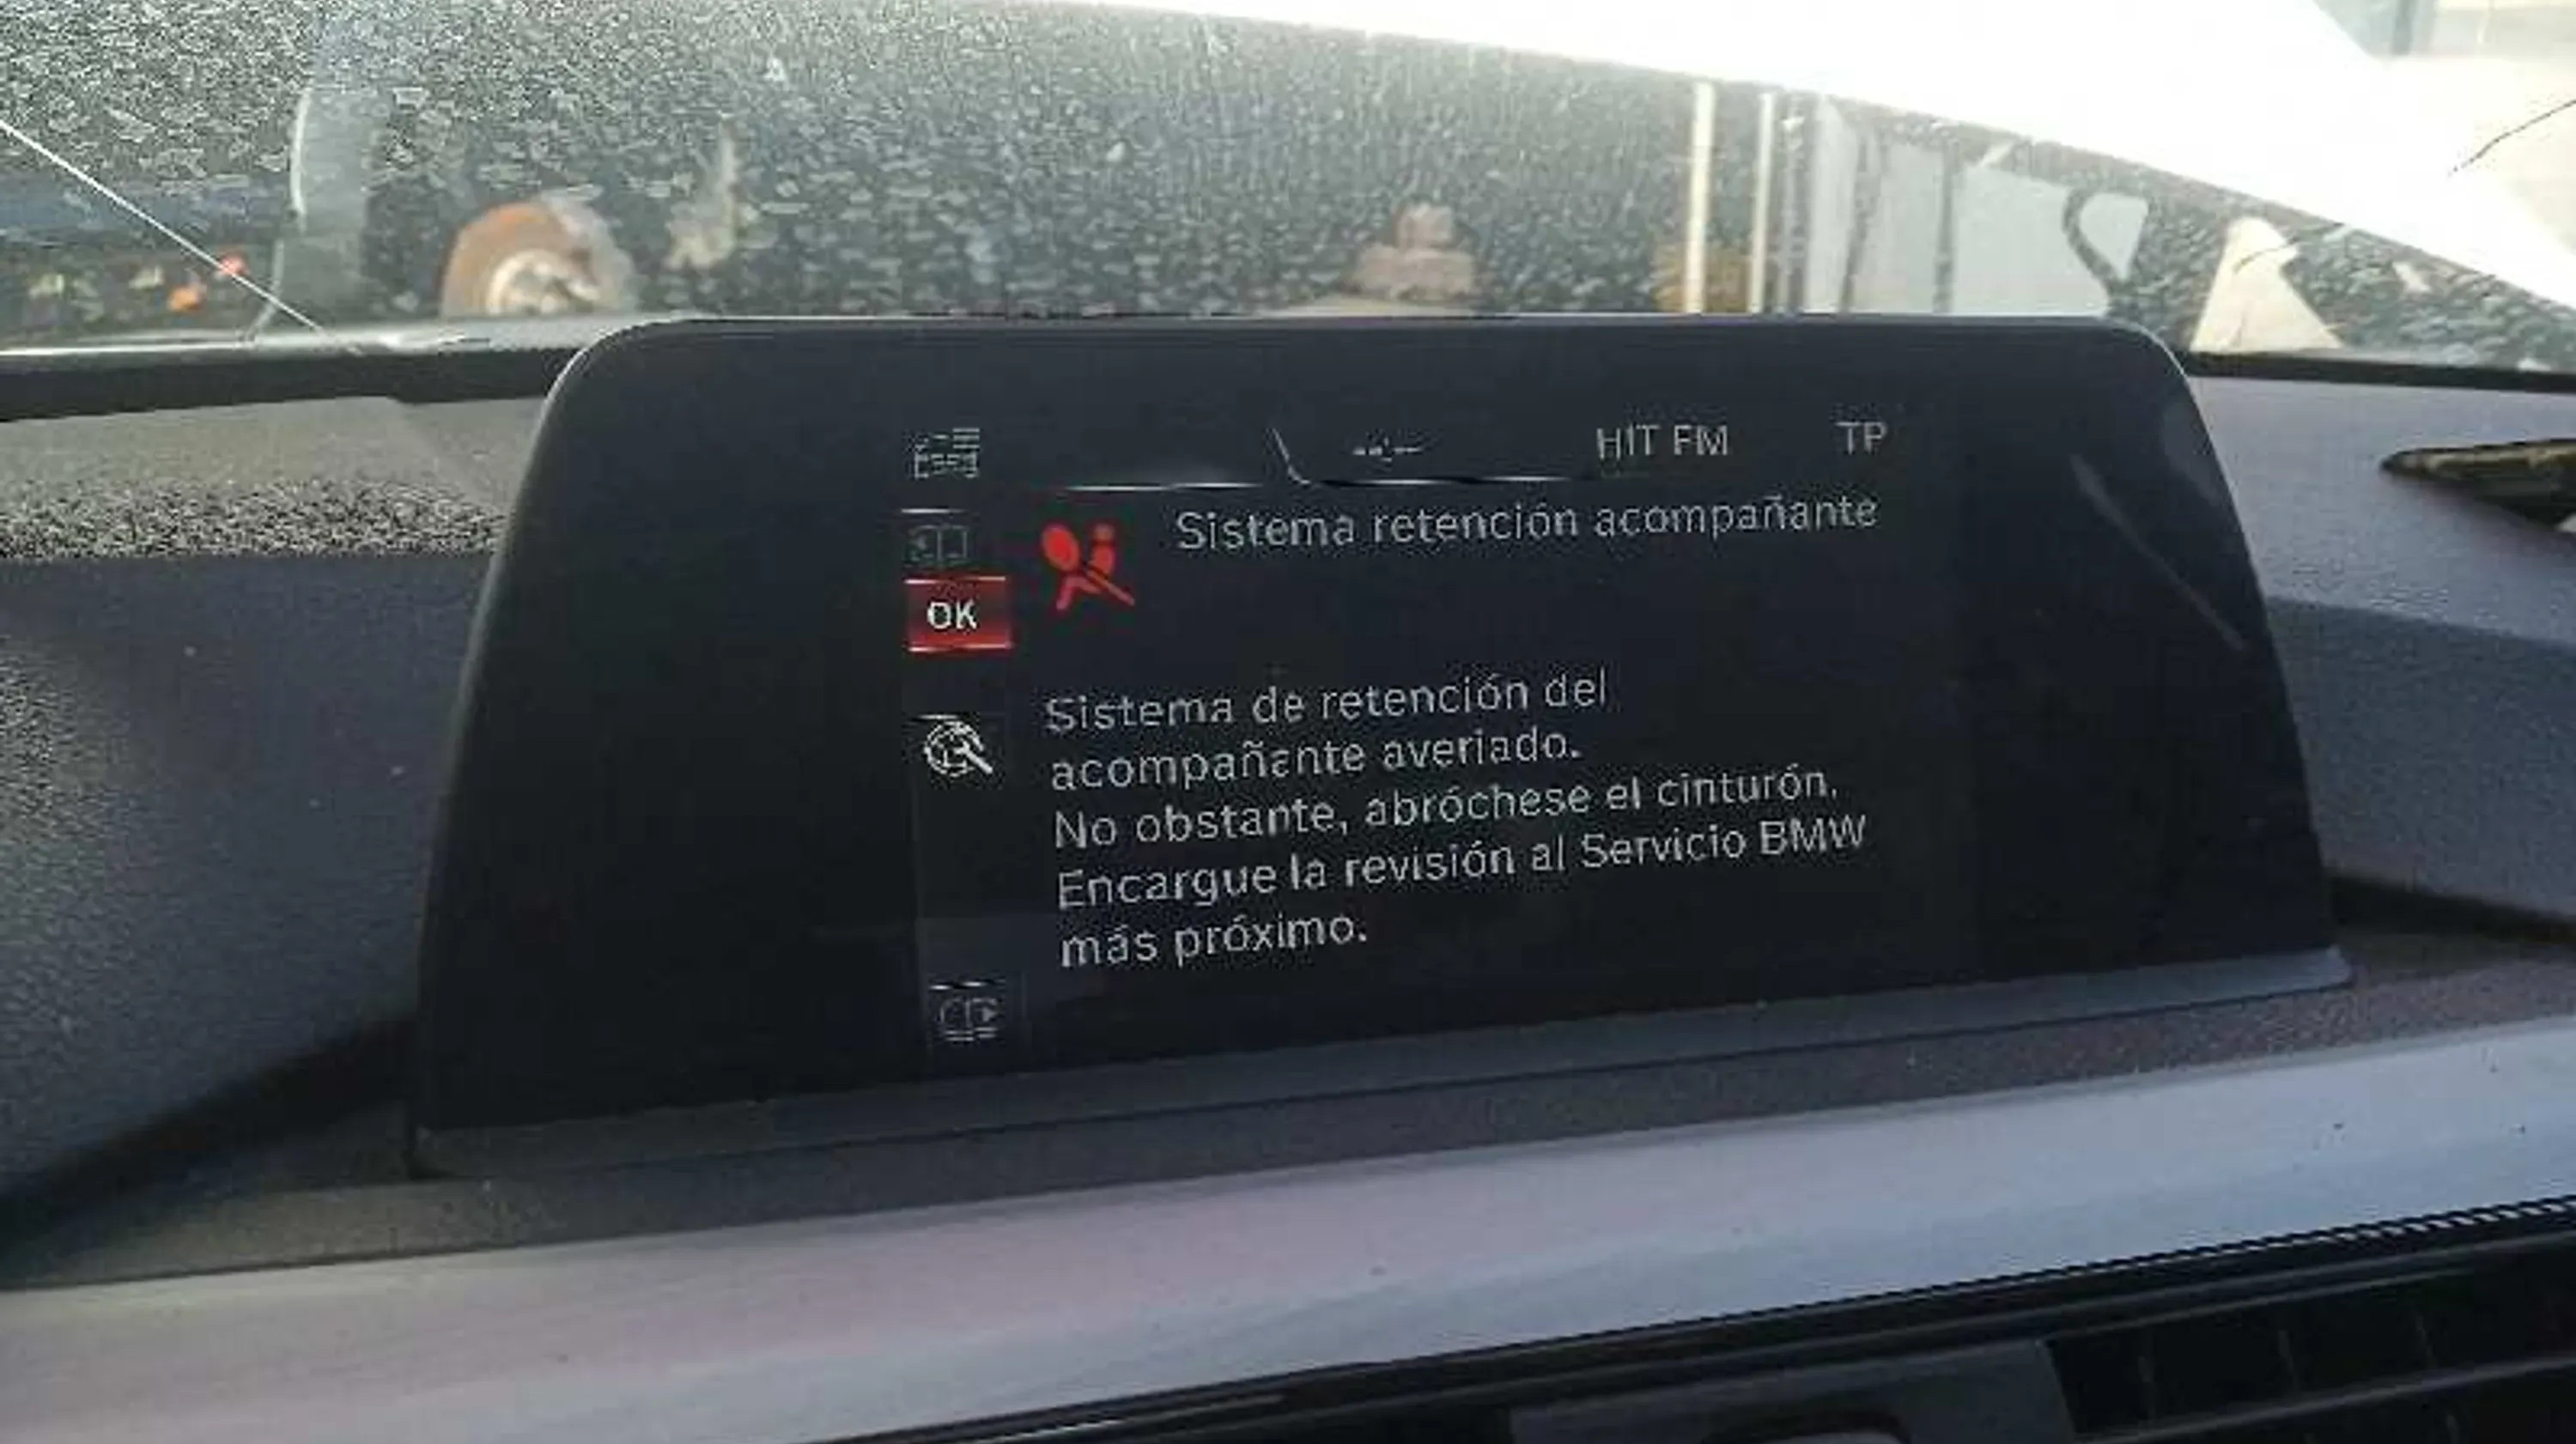 HIT FM TP
Sistema retención acompañante
OK
Sistema de retención del
acompañante averiado.
No obstante, abróchese el cinturón.
Encargue la revisión al Servicio BMW
más próximo.